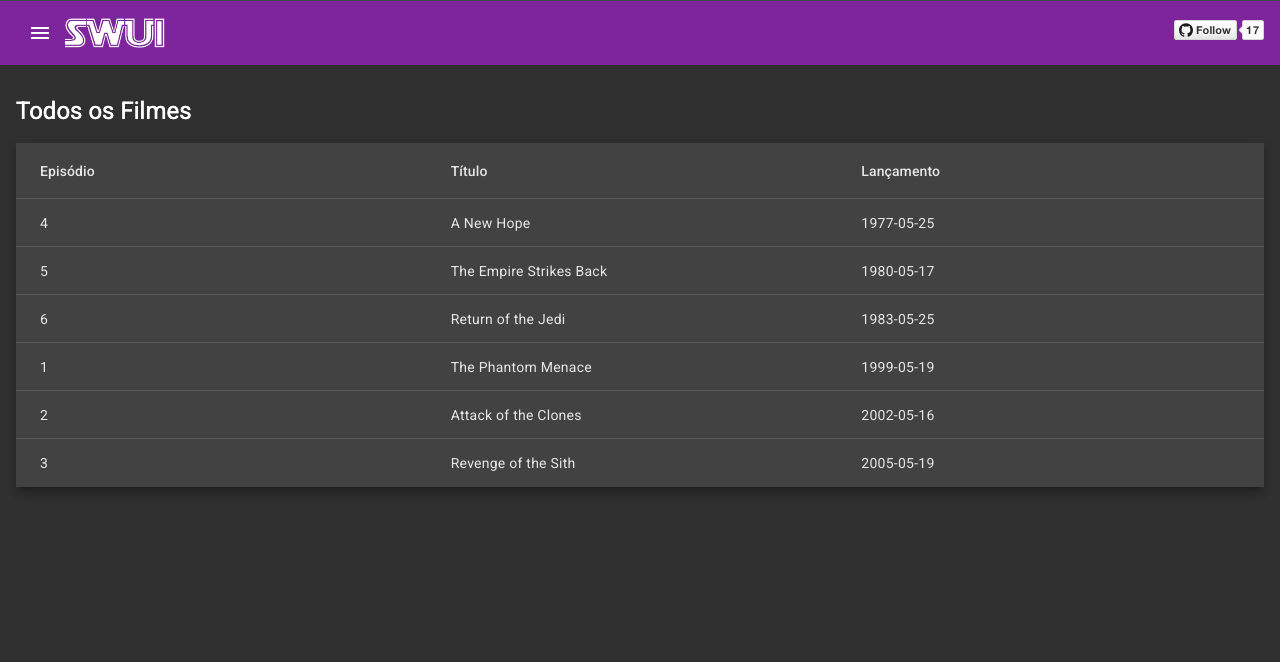 SWUI Follow 17
Todos os Filmes
Episódio Título Lançamento
4 A New Hope 1977-05-25
5 The Empire Strikes Back 1980-05-17
6 Return of the Jedi 1983-05-25
1 The Phantom Menace 1999-05-19
2 Attack of the Clones 2002-05-16
3 Revenge of the Sith 2005-05-19